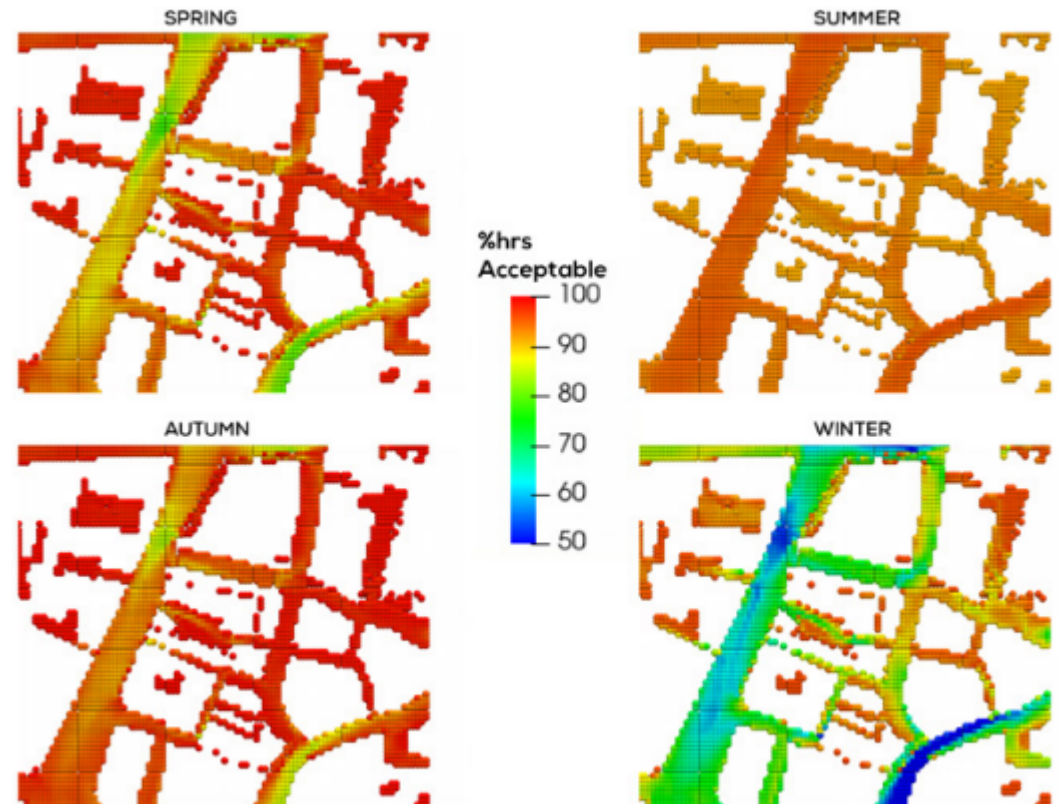 SPRING
SUMMER
%hrs
Acceptable
100
90
80
70
60
50
AUTUMN
WINTER